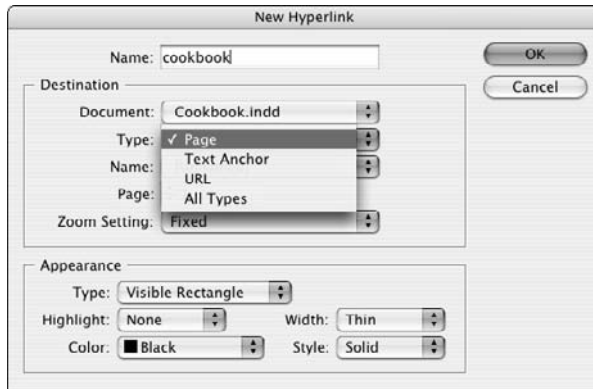 New Hyperlink
Name: cookbook
OK
Cancel
Destination
Document: Cookbook.indd
Type: ✓ Page
Text Anchor
URL
All Types
Name:
Page:
Zoom Setting: Fixed
Appearance
Type: Visible Rectangle
Highlight: None Width: Thin
Color: Black Style: Solid